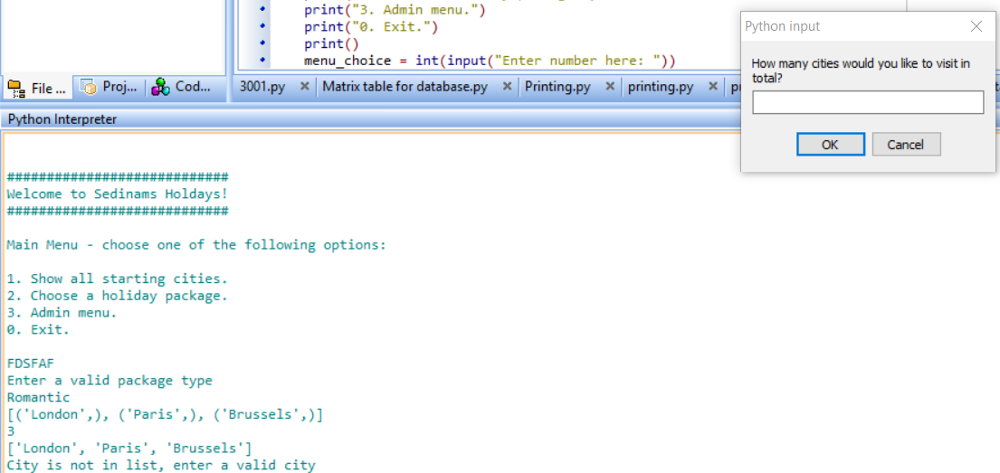 print("3. Admin menu.")
print("0. Exit.")
print()
menu_choice = int(input("Enter number here: "))
File ... Proj... Cod...
3001.py Matrix table for database.py Printing.py printing.py
Python Interpreter
Python input
How many cities would you like to visit in
total?
OK Cancel
############################
Welcome to Sedinams Holdays!
############################
Main Menu - choose one of the following options:
1. Show all starting cities.
2. Choose a holiday package.
3. Admin menu.
0. Exit.
FDSFAF
Enter a valid package type
Romantic
[('London',), ('Paris',), ('Brussels',)]
3
['London', 'Paris', 'Brussels']
City is not in list, enter a valid city